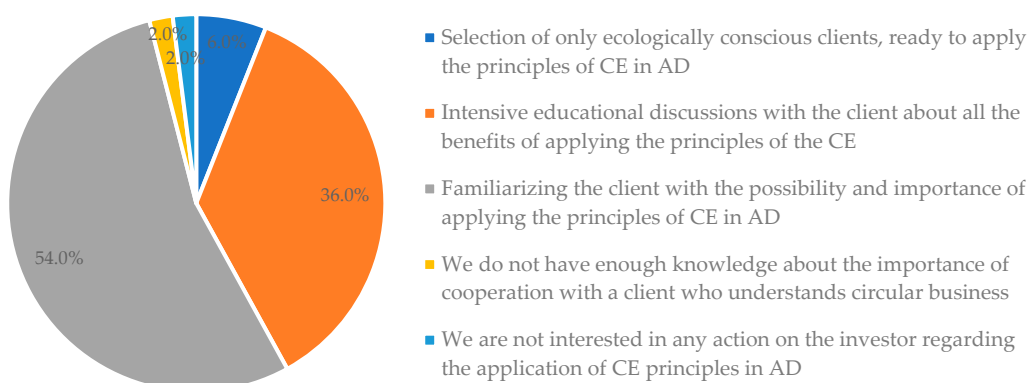 2.0%
6.0%
2.0%
36.0%
54.0%
Selection of only ecologically conscious clients, ready to apply
the principles of CE in AD
Intensive educational discussions with the client about all the
benefits of applying the principles of the CE
Familiarizing the client with the possibility and importance of
applying the principles of CE in AD
We do not have enough knowledge about the importance of
cooperation with a client who understands circular business
We are not interested in any action on the investor regarding
the application of CE principles in AD